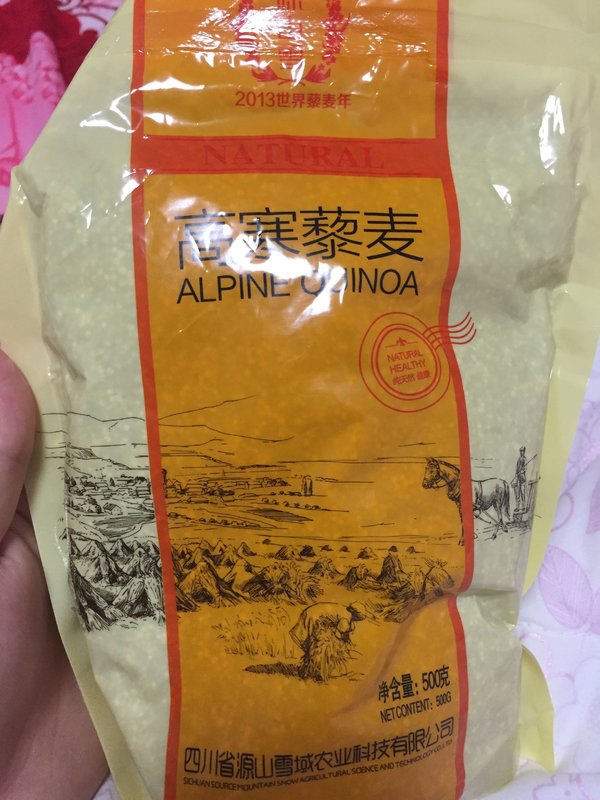 2013世界藜麦年
NATURAL
高寒藜麦
ALPINE QUINOA
NATURAL
HEALTHY
纯天然 健康
净含量：500克
NET CONTENT：500G
四川省源山雪域农业科技有限公司
SICHUAN SOURCE MOUNTAIN SNOW AGRICULTURAL SCIENCE AND TECHNOLOGY CO.,LTD